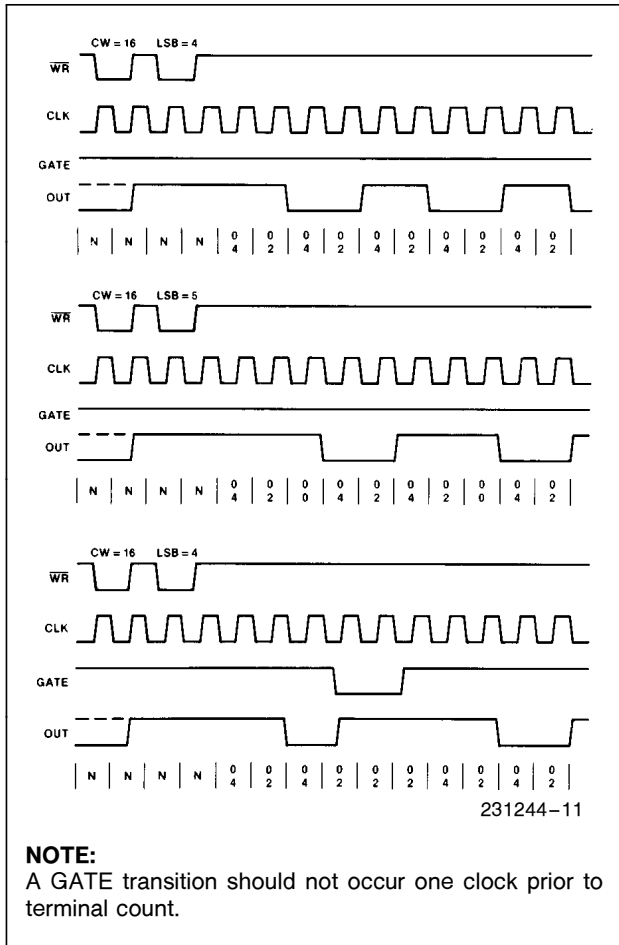 CW = 16 LSB = 4
WR
CLK
GATE
OUT
N N N N 0 0 0 0 0 0 0 0 0 0
4 2 4 2 4 2 4 2 4 2
CW = 16 LSB = 5
WR
CLK
GATE
OUT
N N N N 0 0 0 0 0 0 0 0 0 0
4 2 0 4 2 4 2 0 4 2
CW = 16 LSB = 4
WR
CLK
GATE
OUT
N N N N 0 0 0 0 0 0 0 0 0 0
4 2 4 2 2 2 4 2 4 2
231244–11
NOTE:
A GATE transition should not occur one clock prior to
terminal count.